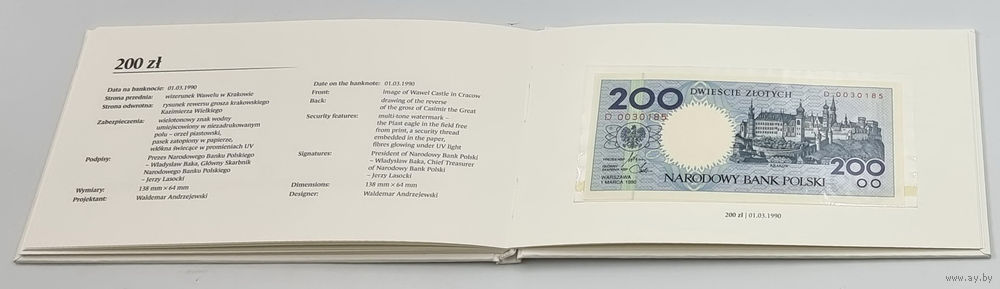 200 zł
Data na banknocie: 01.03.1990
Strona przednia: wizerunek Wawelu w Krakowie
Strona odwrotna: rysunek rewersu grosza krakowskiego
Kazimierza Wielkiego
Zabezpieczenia: wielotonowy znak wodny
umiejscowiony w niezadrukowanym
polu – orzeł piastowski,
pasek zatopiony w papierze,
włókna świecące w promieniach UV
Podpisy: Prezes Narodowego Banku Polskiego
– Władysław Baka, Główny Skarbnik
Narodowego Banku Polskiego
– Jerzy Lasocki
Wymiary: 138 mm × 64 mm
Projektant: Waldemar Andrzejewski
Date on the banknote: 01.03.1990
Front: image of Wawel Castle in Cracow
Back: drawing of the reverse
of the grosz of Casimir the Great
Security features: multi-tone watermark –
the Piast eagle in the field free
from print, a security thread
embedded in the paper,
fibres glowing under UV light
Signatures: President of Narodowy Bank Polski
– Władysław Baka, Chief Treasurer
of Narodowy Bank Polski
– Jerzy Lasocki
Dimensions: 138 mm × 64 mm
Designer: Waldemar Andrzejewski
200 DWIEŚCIE ZŁOTYCH D 0030185
D 0030185
PREZES NBP
GŁÓWNY
SKARBNIK NBP
WARSZAWA
1 MARCA 1990
KRAKÓW
200
NARODOWY BANK POLSKI
200 zł | 01.03.1990
www.ay.by